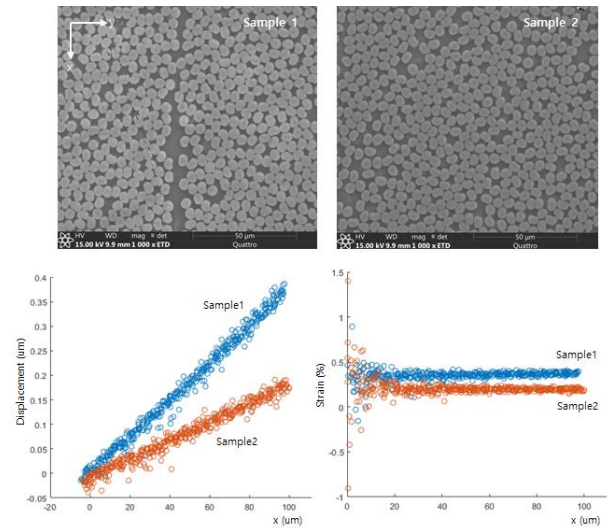 Sample 1
y
x
HV WD mag ⊞ det
15.00 kV 9.9 mm 1 000 x ETD
50 µm
Quattro
Sample 2
HV WD mag ⊞ det
15.00 kV 9.9 mm 1 000 x ETD
50 µm
Quattro
0.4
0.35
0.3
0.25
0.2
0.15
0.1
0.05
0
-0.05
Displacement (um)
Sample1
Sample2
-20 0 20 40 60 80 100
x (um)
1.5
1
0.5
0
-0.5
-1
Strain (%)
Sample1
Sample2
0 20 40 60 80 100
x (um)